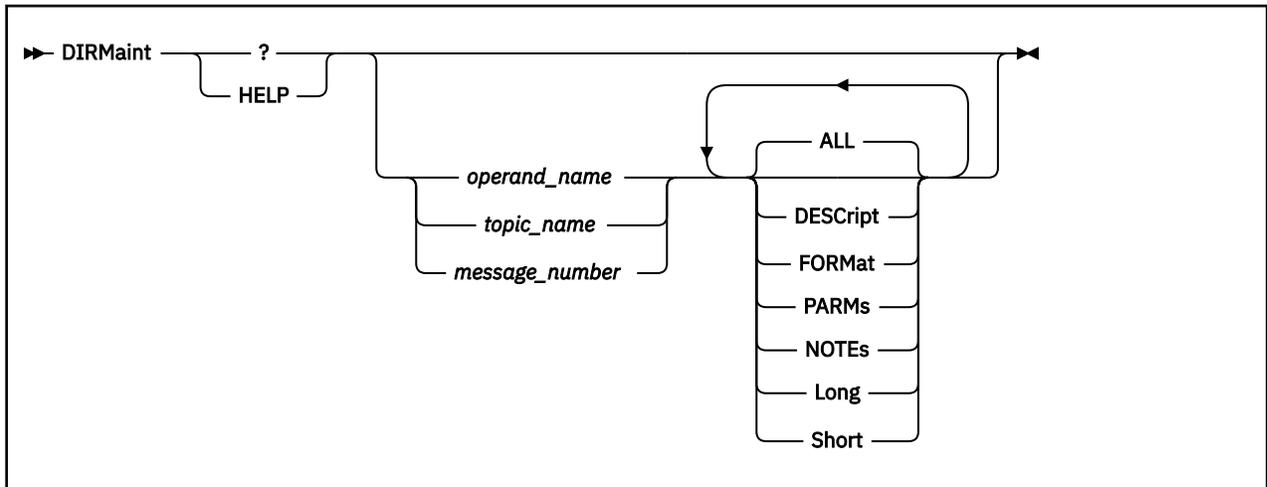 DIRMaint ?
HELP
ALL
operand_name
topic_name
DESCript
message_number
FORMat
PARMs
NOTEs
Long
Short